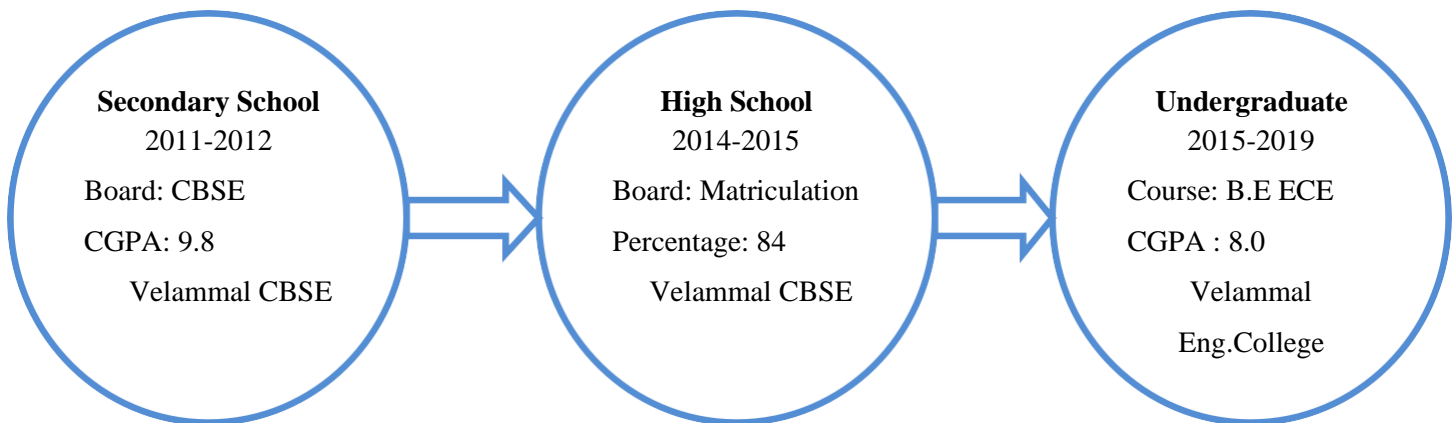 Secondary School
2011-2012
Board: CBSE
CGPA: 9.8
Velammal CBSE
High School
2014-2015
Board: Matriculation
Percentage: 84
Velammal CBSE
Undergraduate
2015-2019
Course: B.E ECE
CGPA : 8.0
Velammal
Eng.College